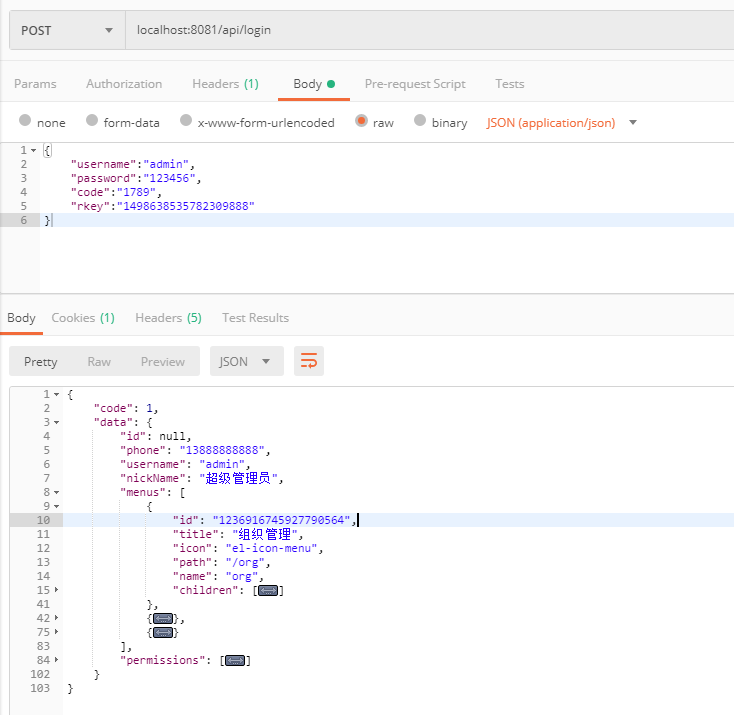 POST localhost:8081/api/login
Params Authorization Headers (1) Body Pre-request Script Tests
none form-data x-www-form-urlencoded raw binary JSON (application/json)
1 {
2 "username":"admin",
3 "password":"123456",
4 "code":"1789",
5 "rkey":"1498638535782309888"
6 }
Body Cookies (1) Headers (5) Test Results
Pretty Raw Preview JSON
1 {
2 "code": 1,
3 "data": {
4 "id": null,
5 "phone": "13888888888",
6 "username": "admin",
7 "nickName": "超级管理员",
8 "menus": [
9 {
10 "id": "1236916745927790564",
11 "title": "组织管理",
12 "icon": "el-icon-menu",
13 "path": "/org",
14 "name": "org",
15 "children": []
41 },
42 {},
75 {}
83 ],
84 "permissions": []
102 }
103 }